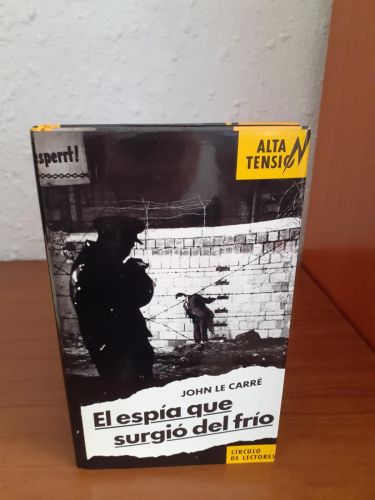 sperrt!
ALTA
TENSIÓN
JOHN LE CARRÉ
El espía que
surgió del frío
CÍRCULO
DE LECTORES